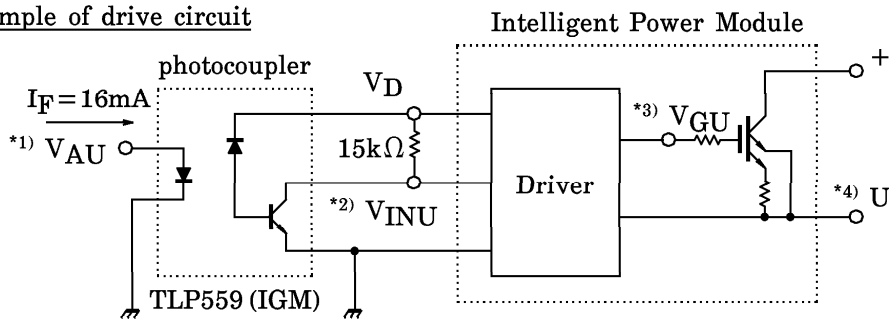 mple of drive circuit
Intelligent Power Module
photocoupler
VD
+
IF = 16mA
*3) VGU
*1) VAU
15kΩ
Driver
*4) U
*2) VINU
TLP559 (IGM)